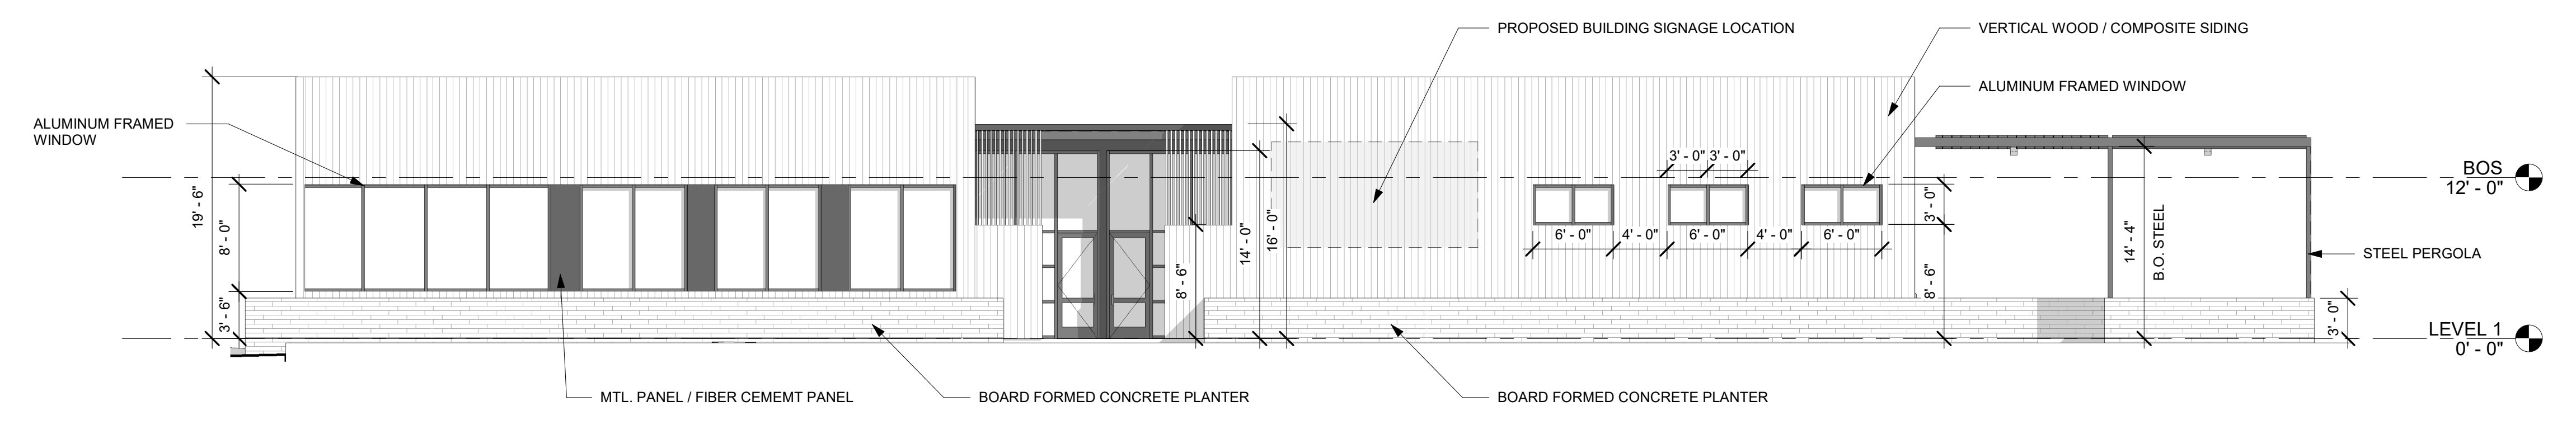 PROPOSED BUILDING SIGNAGE LOCATION
VERTICAL WOOD / COMPOSITE SIDING
ALUMINUM FRAMED WINDOW
ALUMINUM FRAMED
WINDOW
3' - 0"
3' - 0"
BOS
12' - 0"
19' - 6"
8' - 0"
3' - 6"
8' - 6"
14' - 0"
16' - 0"
6' - 0"
4' - 0"
6' - 0"
4' - 0"
6' - 0"
3' - 0"
8' - 6"
14' - 4"
B.O. STEEL
STEEL PERGOLA
3' - 0"
LEVEL 1
0' - 0"
MTL. PANEL / FIBER CEMEMT PANEL
BOARD FORMED CONCRETE PLANTER
BOARD FORMED CONCRETE PLANTER